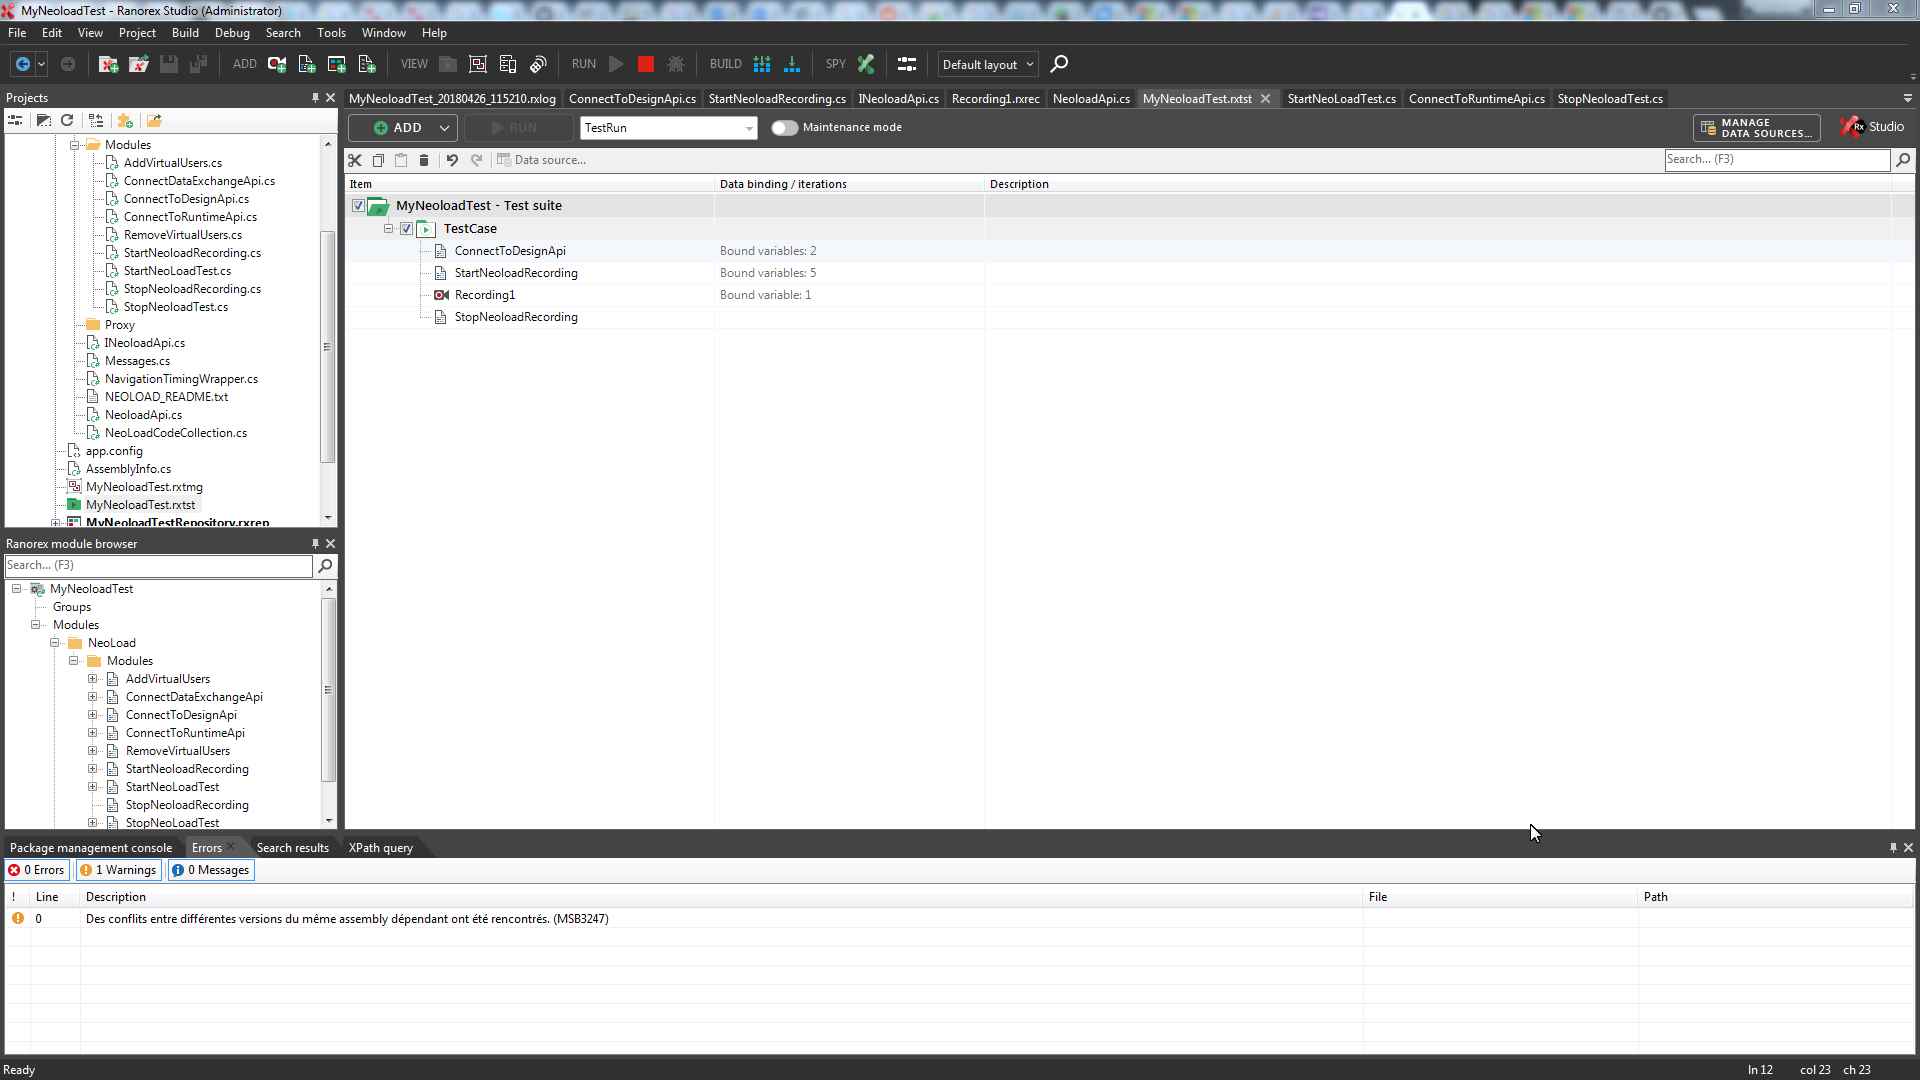 MyNeoloadTest - Ranorex Studio (Administrator)
File Edit View Project Build Debug Search Tools Window Help
ADD VIEW RUN BUILD SPY Default layout
Projects
MyNeoloadTest_20180426_115210.rxlog ConnectToDesignApi.cs StartNeoloadRecording.cs INeoloadApi.cs Recording1.rxrec NeoloadApi.cs MyNeoloadTest.rxtst StartNeoLoadTest.cs ConnectToRuntimeApi.cs StopNeoloadTest.cs
ADD RUN TestRun Maintenance mode MANAGE DATA SOURCES... Rx Studio
Data source... Search... (F3)
Item Data binding / iterations Description
MyNeoloadTest - Test suite
TestCase
ConnectToDesignApi Bound variables: 2
StartNeoloadRecording Bound variables: 5
Recording1 Bound variable: 1
StopNeoloadRecording
Modules
AddVirtualUsers.cs
ConnectDataExchangeApi.cs
ConnectToDesignApi.cs
ConnectToRuntimeApi.cs
RemoveVirtualUsers.cs
StartNeoloadRecording.cs
StartNeoLoadTest.cs
StopNeoloadRecording.cs
StopNeoloadTest.cs
Proxy
INeoloadApi.cs
Messages.cs
NavigationTimingWrapper.cs
NEOLOAD_README.txt
NeoloadApi.cs
NeoLoadCodeCollection.cs
app.config
AssemblyInfo.cs
MyNeoloadTest.rxtmg
MyNeoloadTest.rxtst
MyNeoloadTestRepository.rxrep
Ranorex module browser
Search... (F3)
MyNeoloadTest
Groups
Modules
NeoLoad
Modules
AddVirtualUsers
ConnectDataExchangeApi
ConnectToDesignApi
ConnectToRuntimeApi
RemoveVirtualUsers
StartNeoloadRecording
StartNeoLoadTest
StopNeoloadRecording
StopNeoLoadTest
Package management console Errors Search results XPath query
0 Errors 1 Warnings 0 Messages
! Line Description File Path
0 Des conflits entre différentes versions du même assembly dépendant ont été rencontrés. (MSB3247)
Ready ln 12 col 23 ch 23